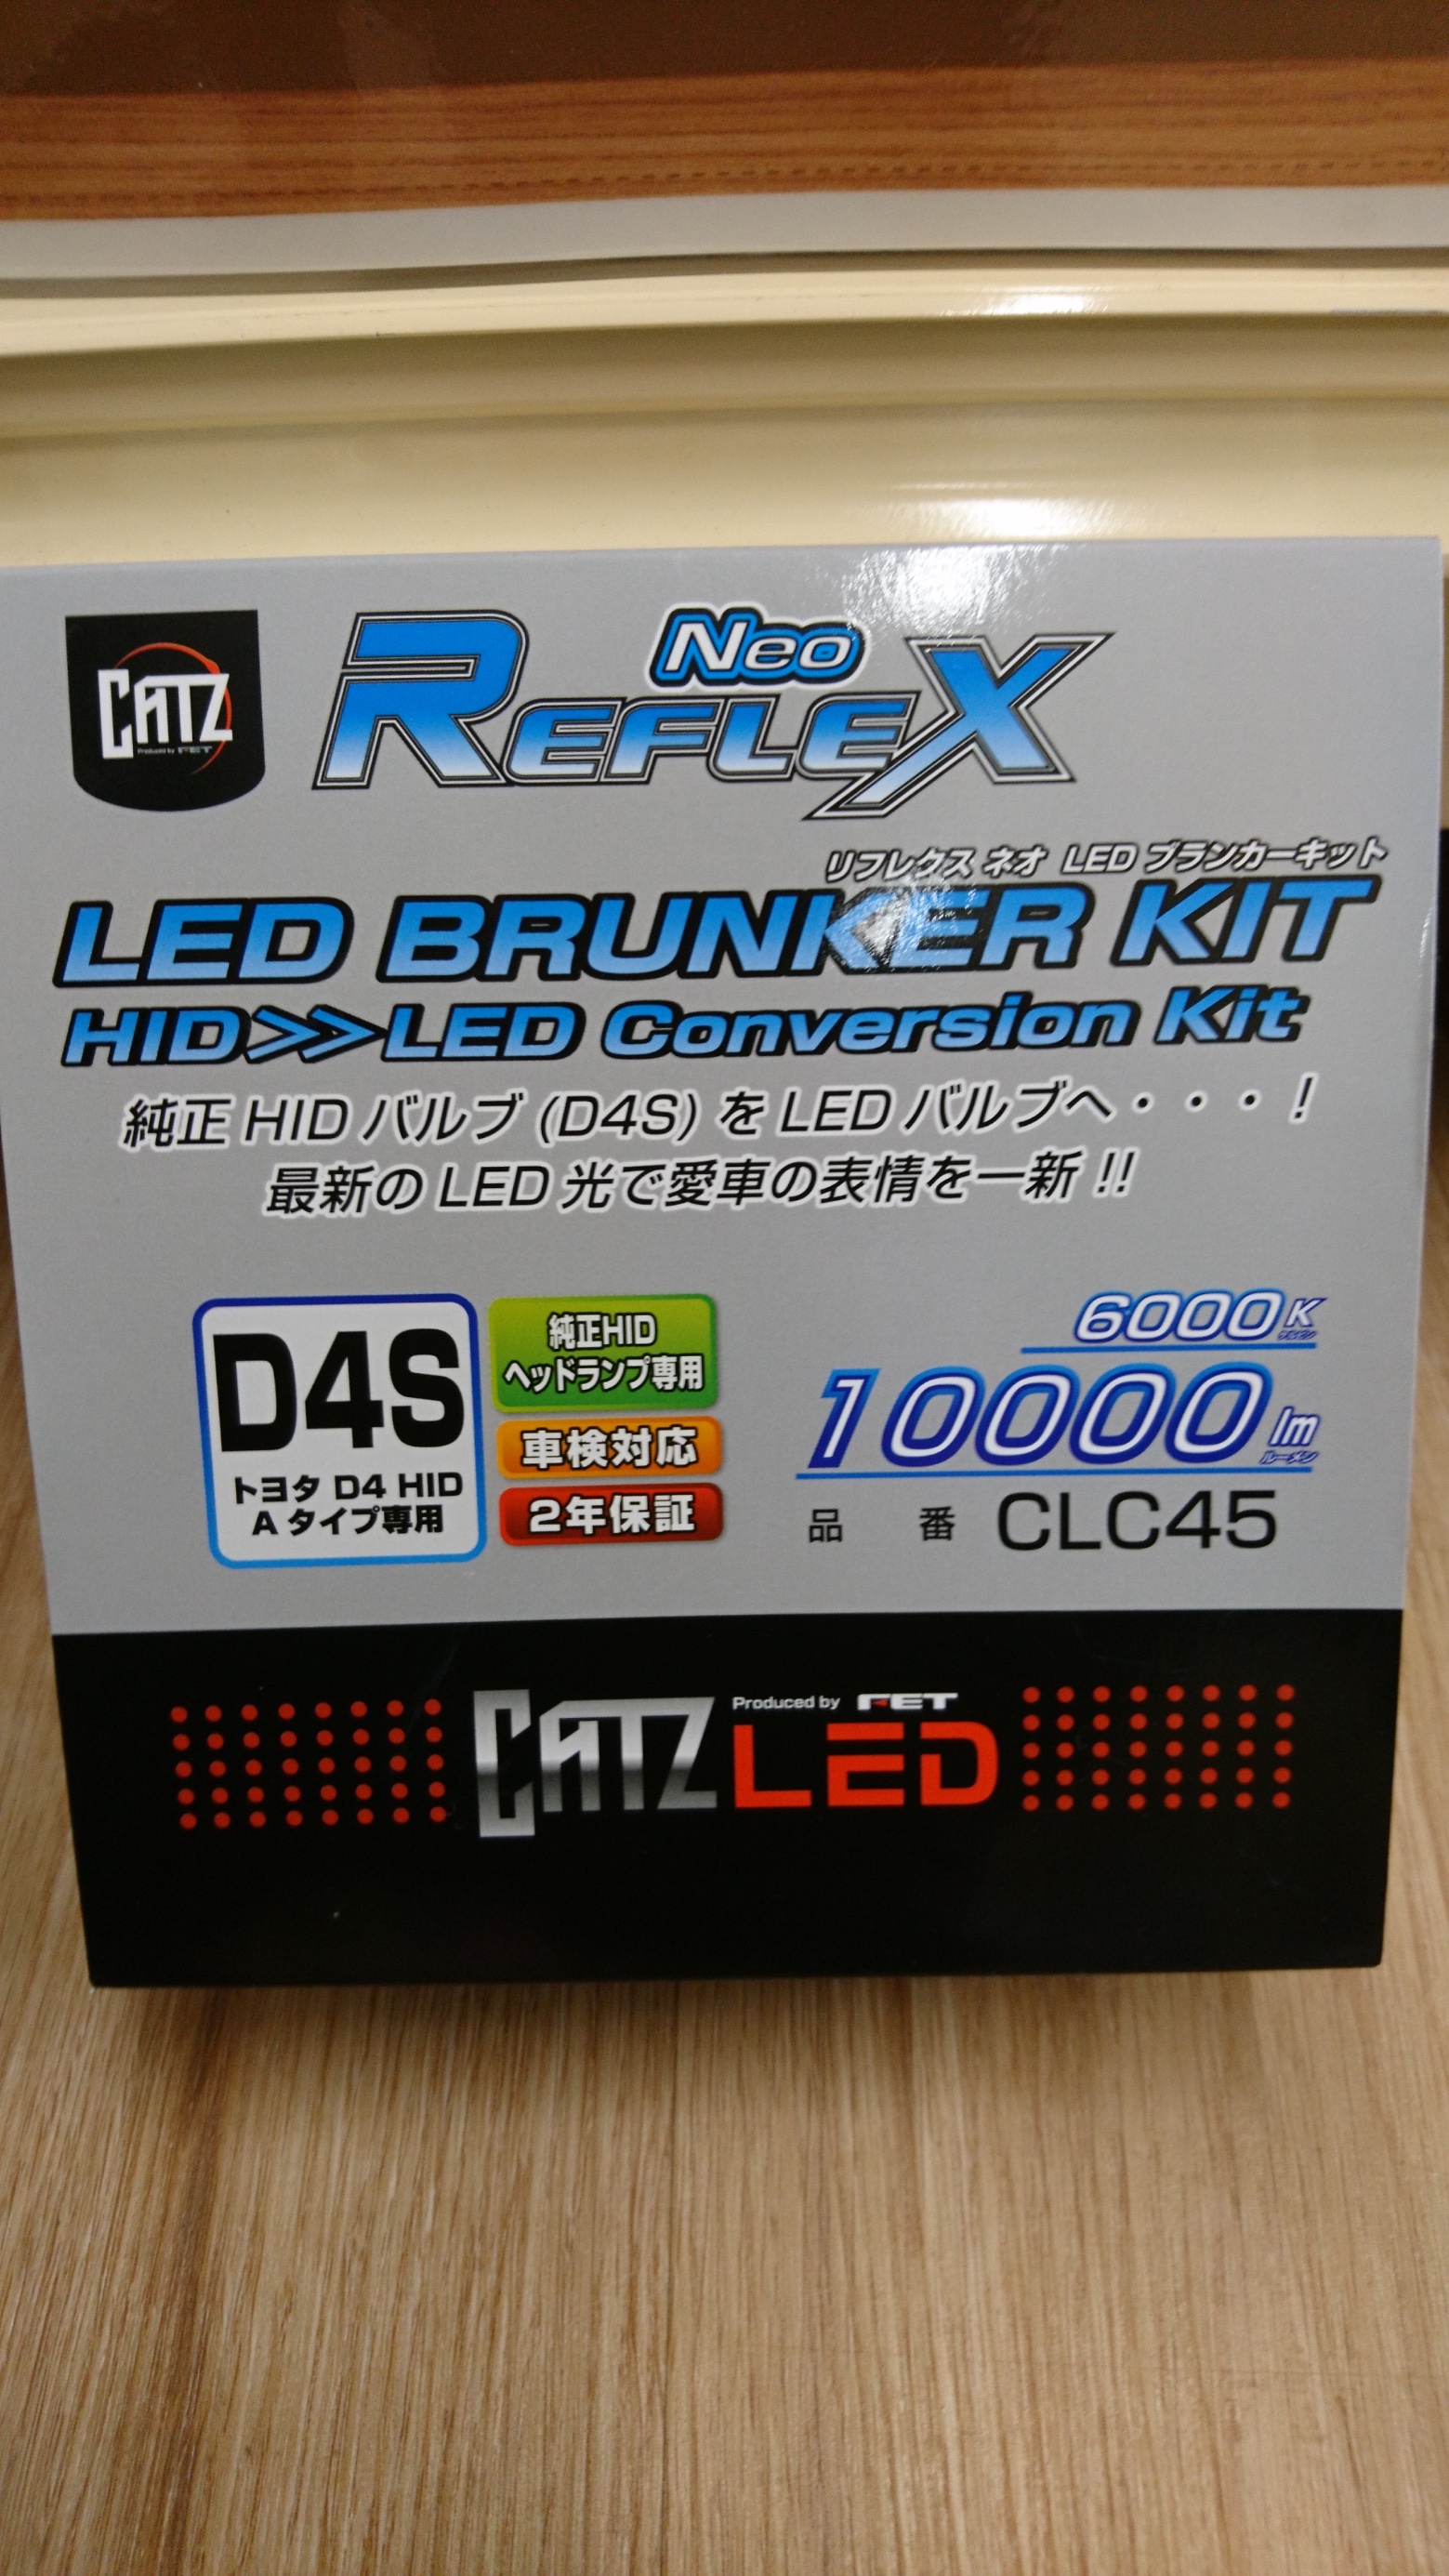 CATZ
Produced by FET
Neo
REFLEX
リフレクス ネオ LED ブランカーキット
LED BRUNKER KIT
HID>>LED Conversion Kit
純正 HID バルブ (D4S) を LED バルブへ・・・!
最新の LED 光で愛車の表情を一新 !!
D4S
トヨタ D4 HID
A タイプ専用
純正HID
ヘッドランプ専用
車検対応
2年保証
6000K
ケルビン
10000lm
ルーメン
品 番 CLC45
CATZ
Produced by FET
LED